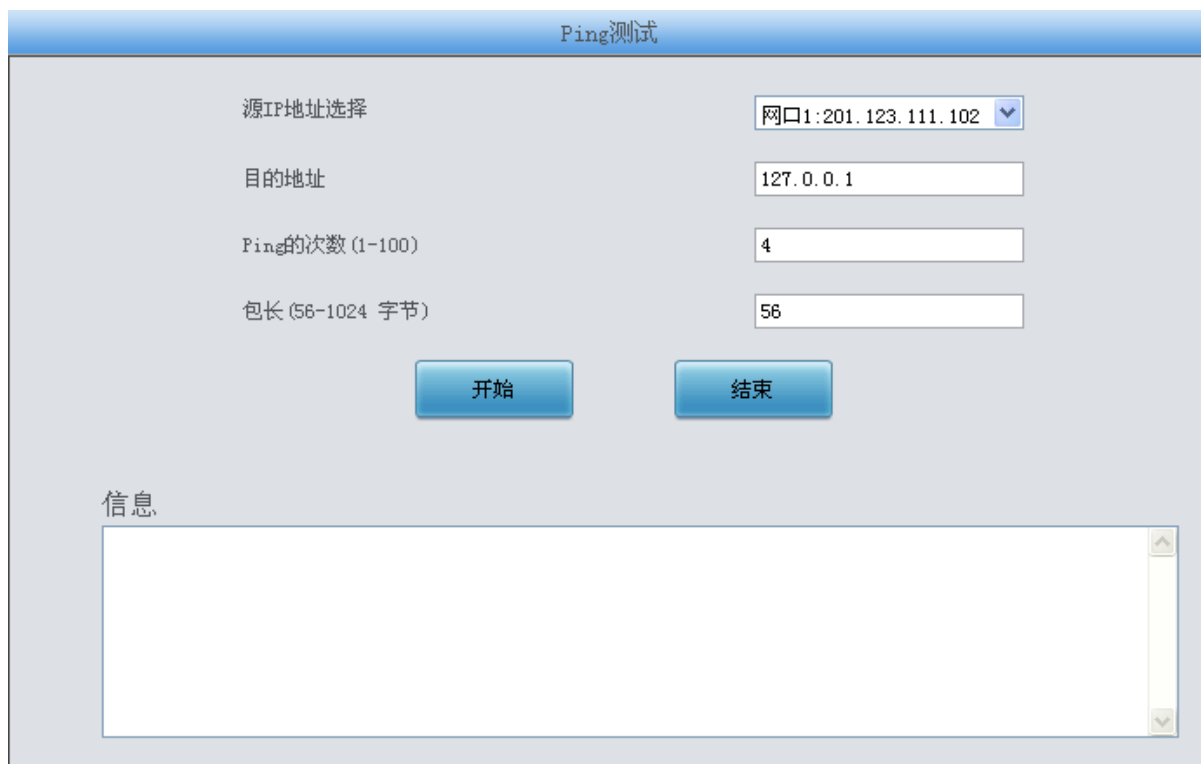 Ping测试
源IP地址选择 网口1:201.123.111.102
目的地址 127.0.0.1
Ping的次数(1-100) 4
包长(56-1024 字节) 56
开始 结束
信息